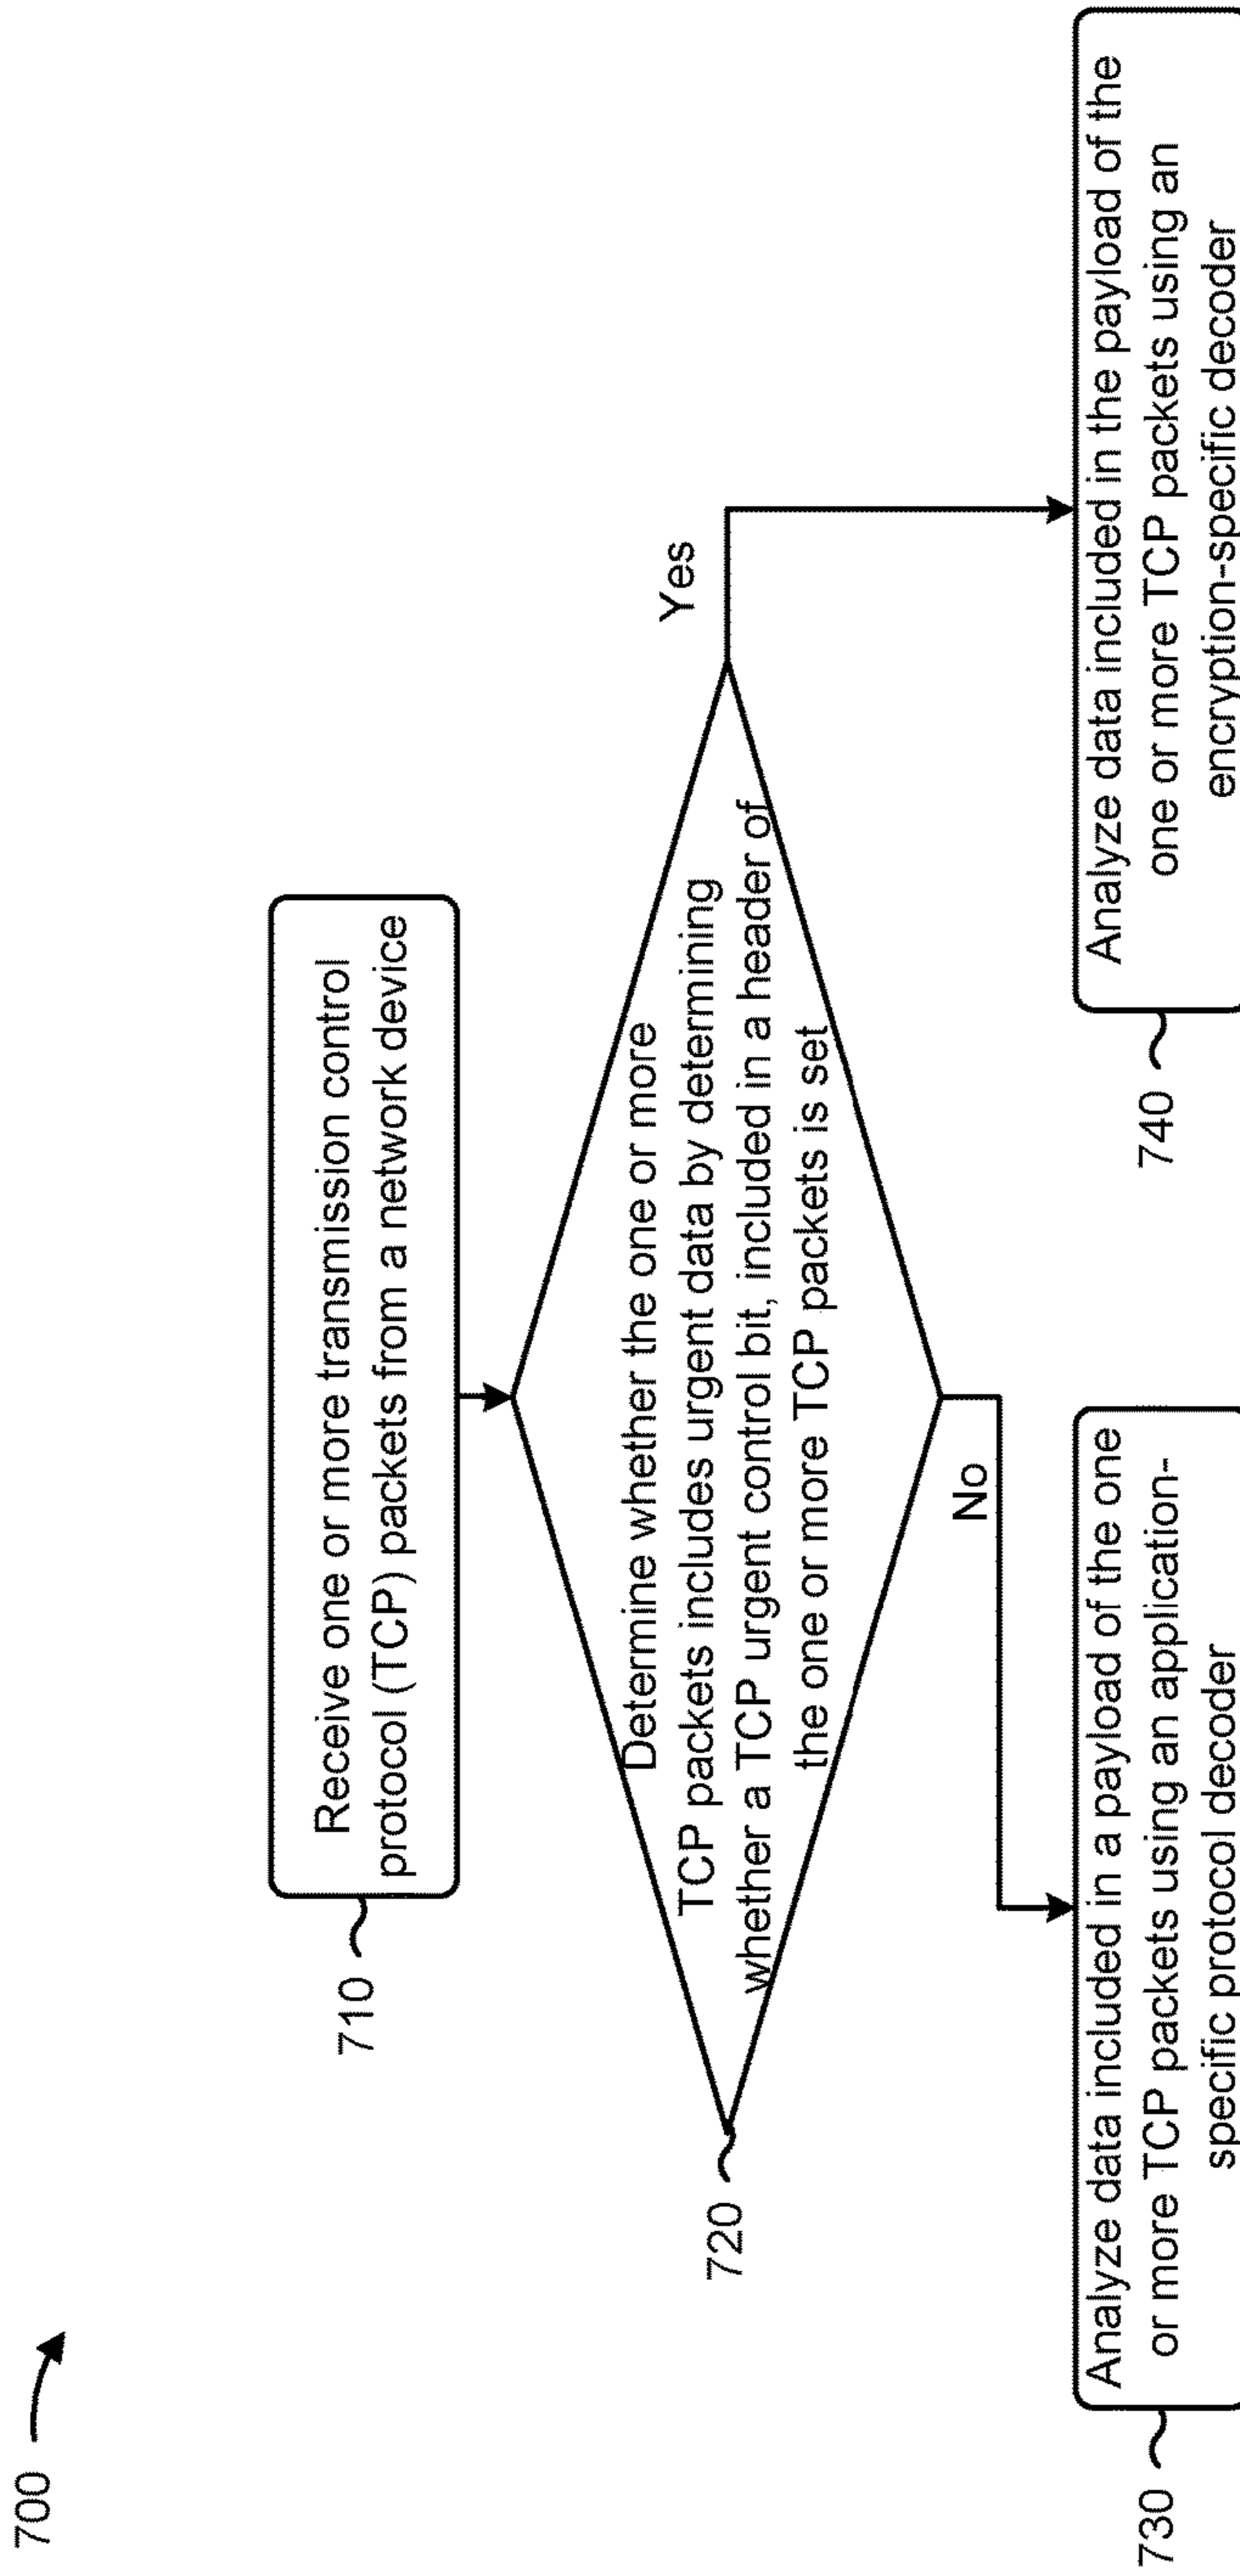 700
710
Receive one or more transmission control
protocol (TCP) packets from a network device
720
Determine whether the one or more
TCP packets includes urgent data by determining
whether a TCP urgent control bit, included in a header of
the one or more TCP packets is set
Yes
No
730
Analyze data included in a payload of the one
or more TCP packets using an application-
specific protocol decoder
740
Analyze data included in the payload of the
one or more TCP packets using an
encryption-specific decoder